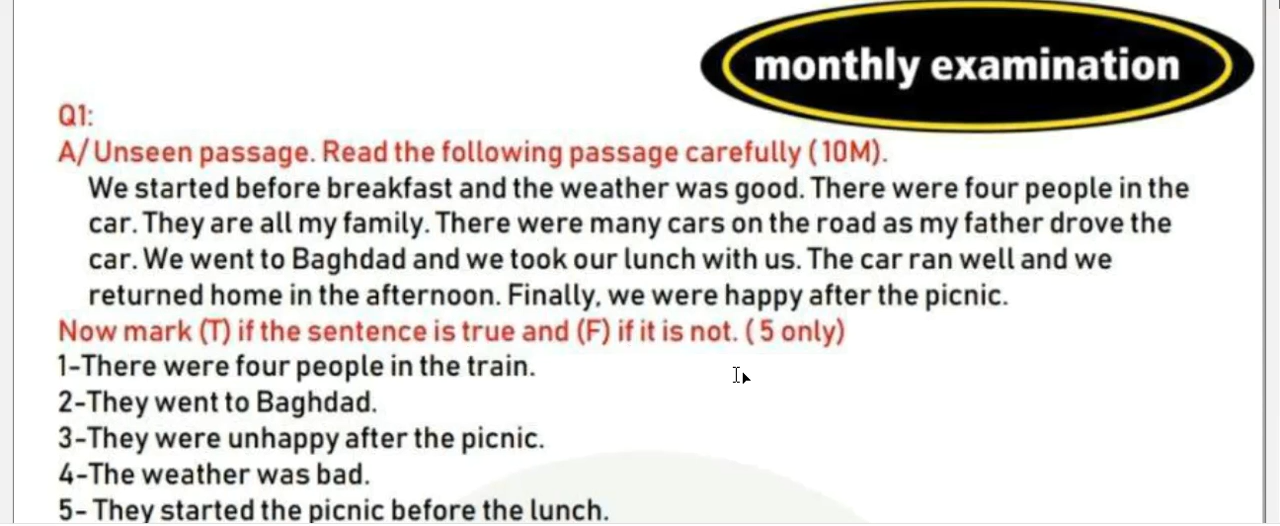 monthly examination
Q1:
A/ Unseen passage. Read the following passage carefully (10M).
We started before breakfast and the weather was good. There were four people in the
car. They are all my family. There were many cars on the road as my father drove the
car. We went to Baghdad and we took our lunch with us. The car ran well and we
returned home in the afternoon. Finally, we were happy after the picnic.
Now mark (T) if the sentence is true and (F) if it is not. ( 5 only)
1-There were four people in the train.
2-They went to Baghdad.
3-They were unhappy after the picnic.
4-The weather was bad.
5- They started the picnic before the lunch.